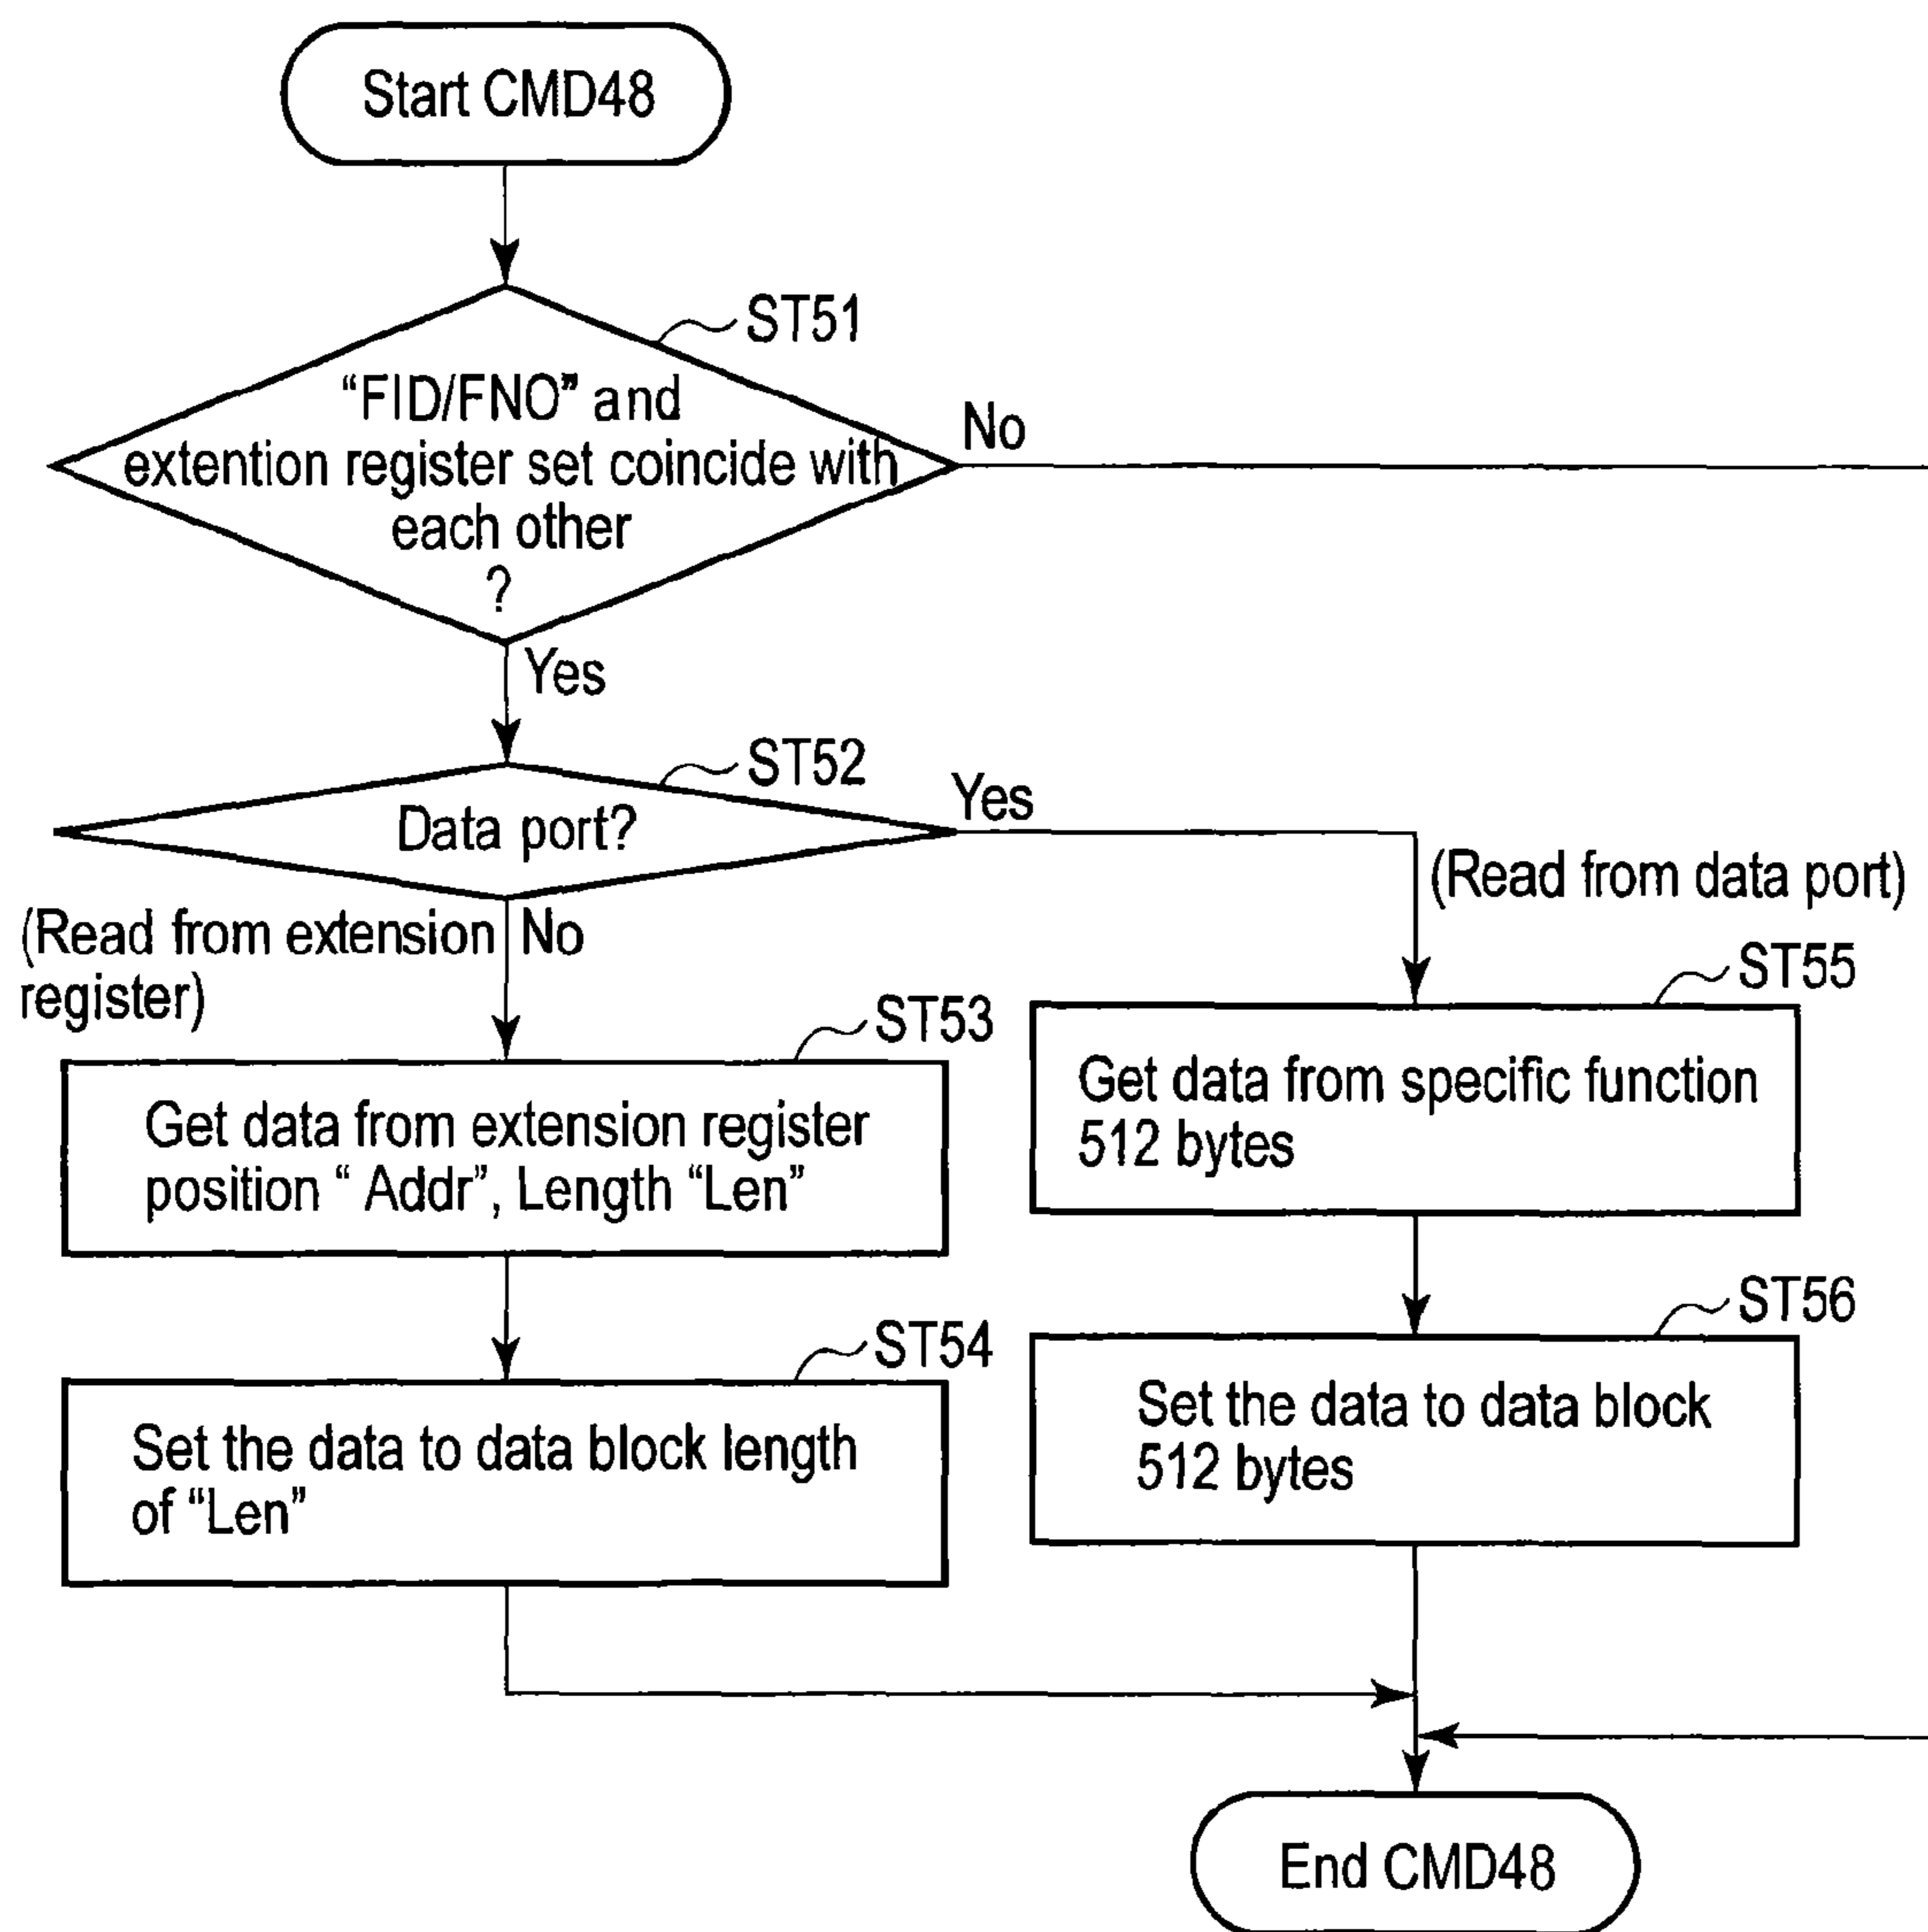 Start CMD48
ST51
“FID/FNO” and
extention register set coincide with
each other
?
No
Yes
ST52
Data port?
Yes
(Read from data port)
(Read from extension
register)
No
ST53
Get data from extension register
position “ Addr”, Length “Len”
ST55
Get data from specific function
512 bytes
ST54
Set the data to data block length
of “Len”
ST56
Set the data to data block
512 bytes
End CMD48